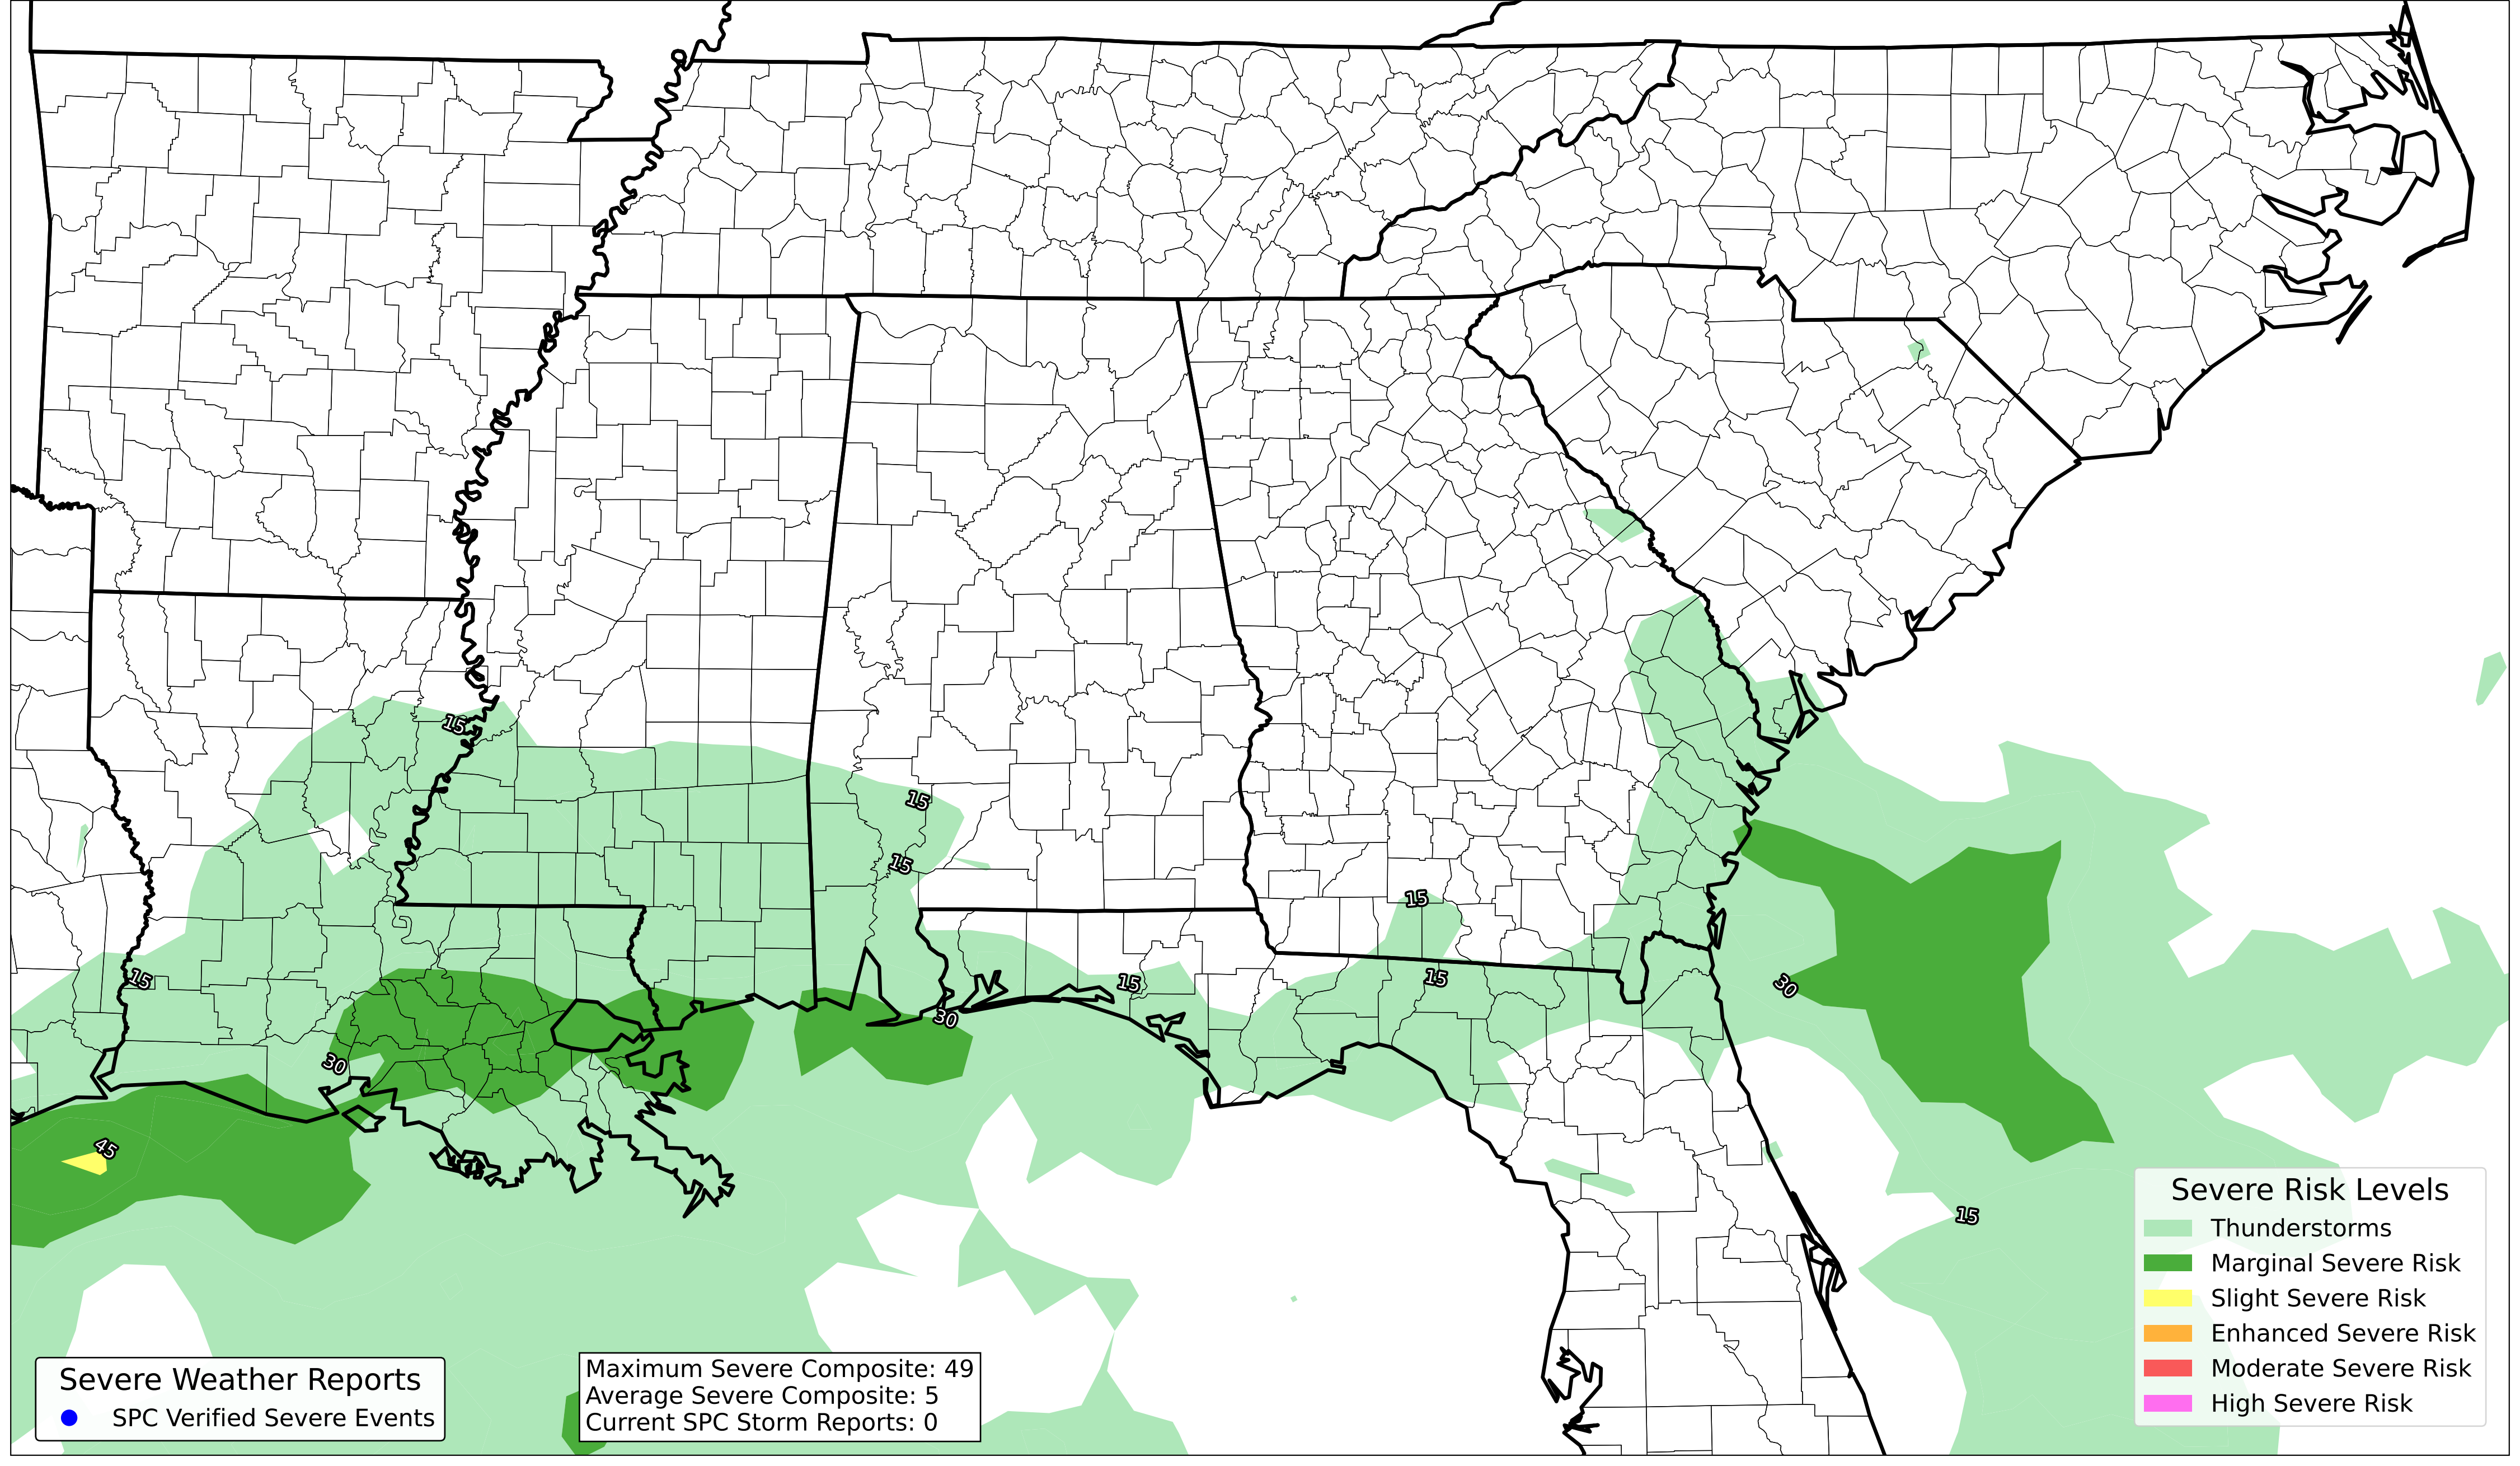 15
15
15
15
15
15
15
30
30
30
45
15
Severe Weather Reports
SPC Verified Severe Events
Maximum Severe Composite: 49
Average Severe Composite: 5
Current SPC Storm Reports: 0
Severe Risk Levels
Thunderstorms
Marginal Severe Risk
Slight Severe Risk
Enhanced Severe Risk
Moderate Severe Risk
High Severe Risk